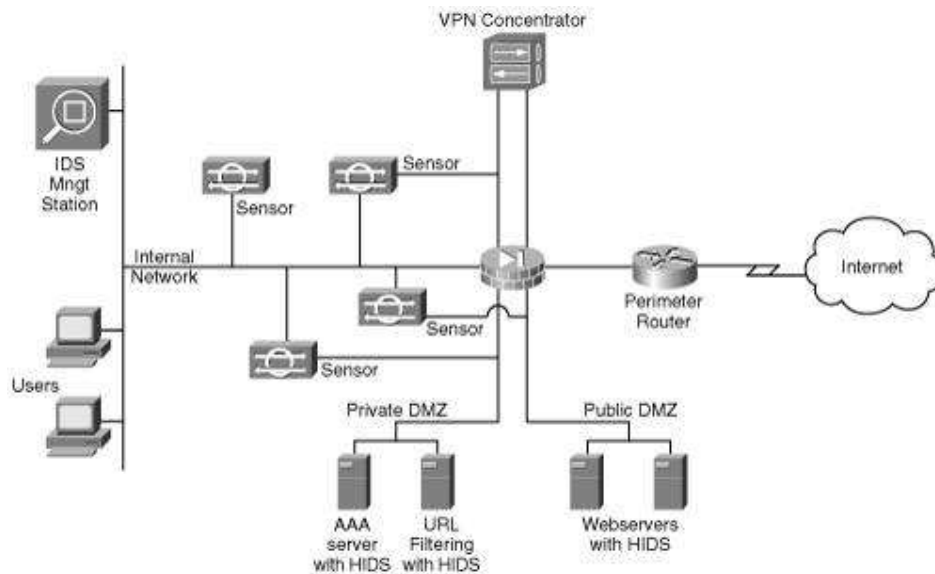 VPN Concentrator
IDS
Mngt
Station
Sensor
Sensor
Internal
Network
Internet
Perimeter
Router
Sensor
Sensor
Users
Private DMZ
Public DMZ
AAA
server
with HIDS
URL
Filtering
with HIDS
Webservers
with HIDS